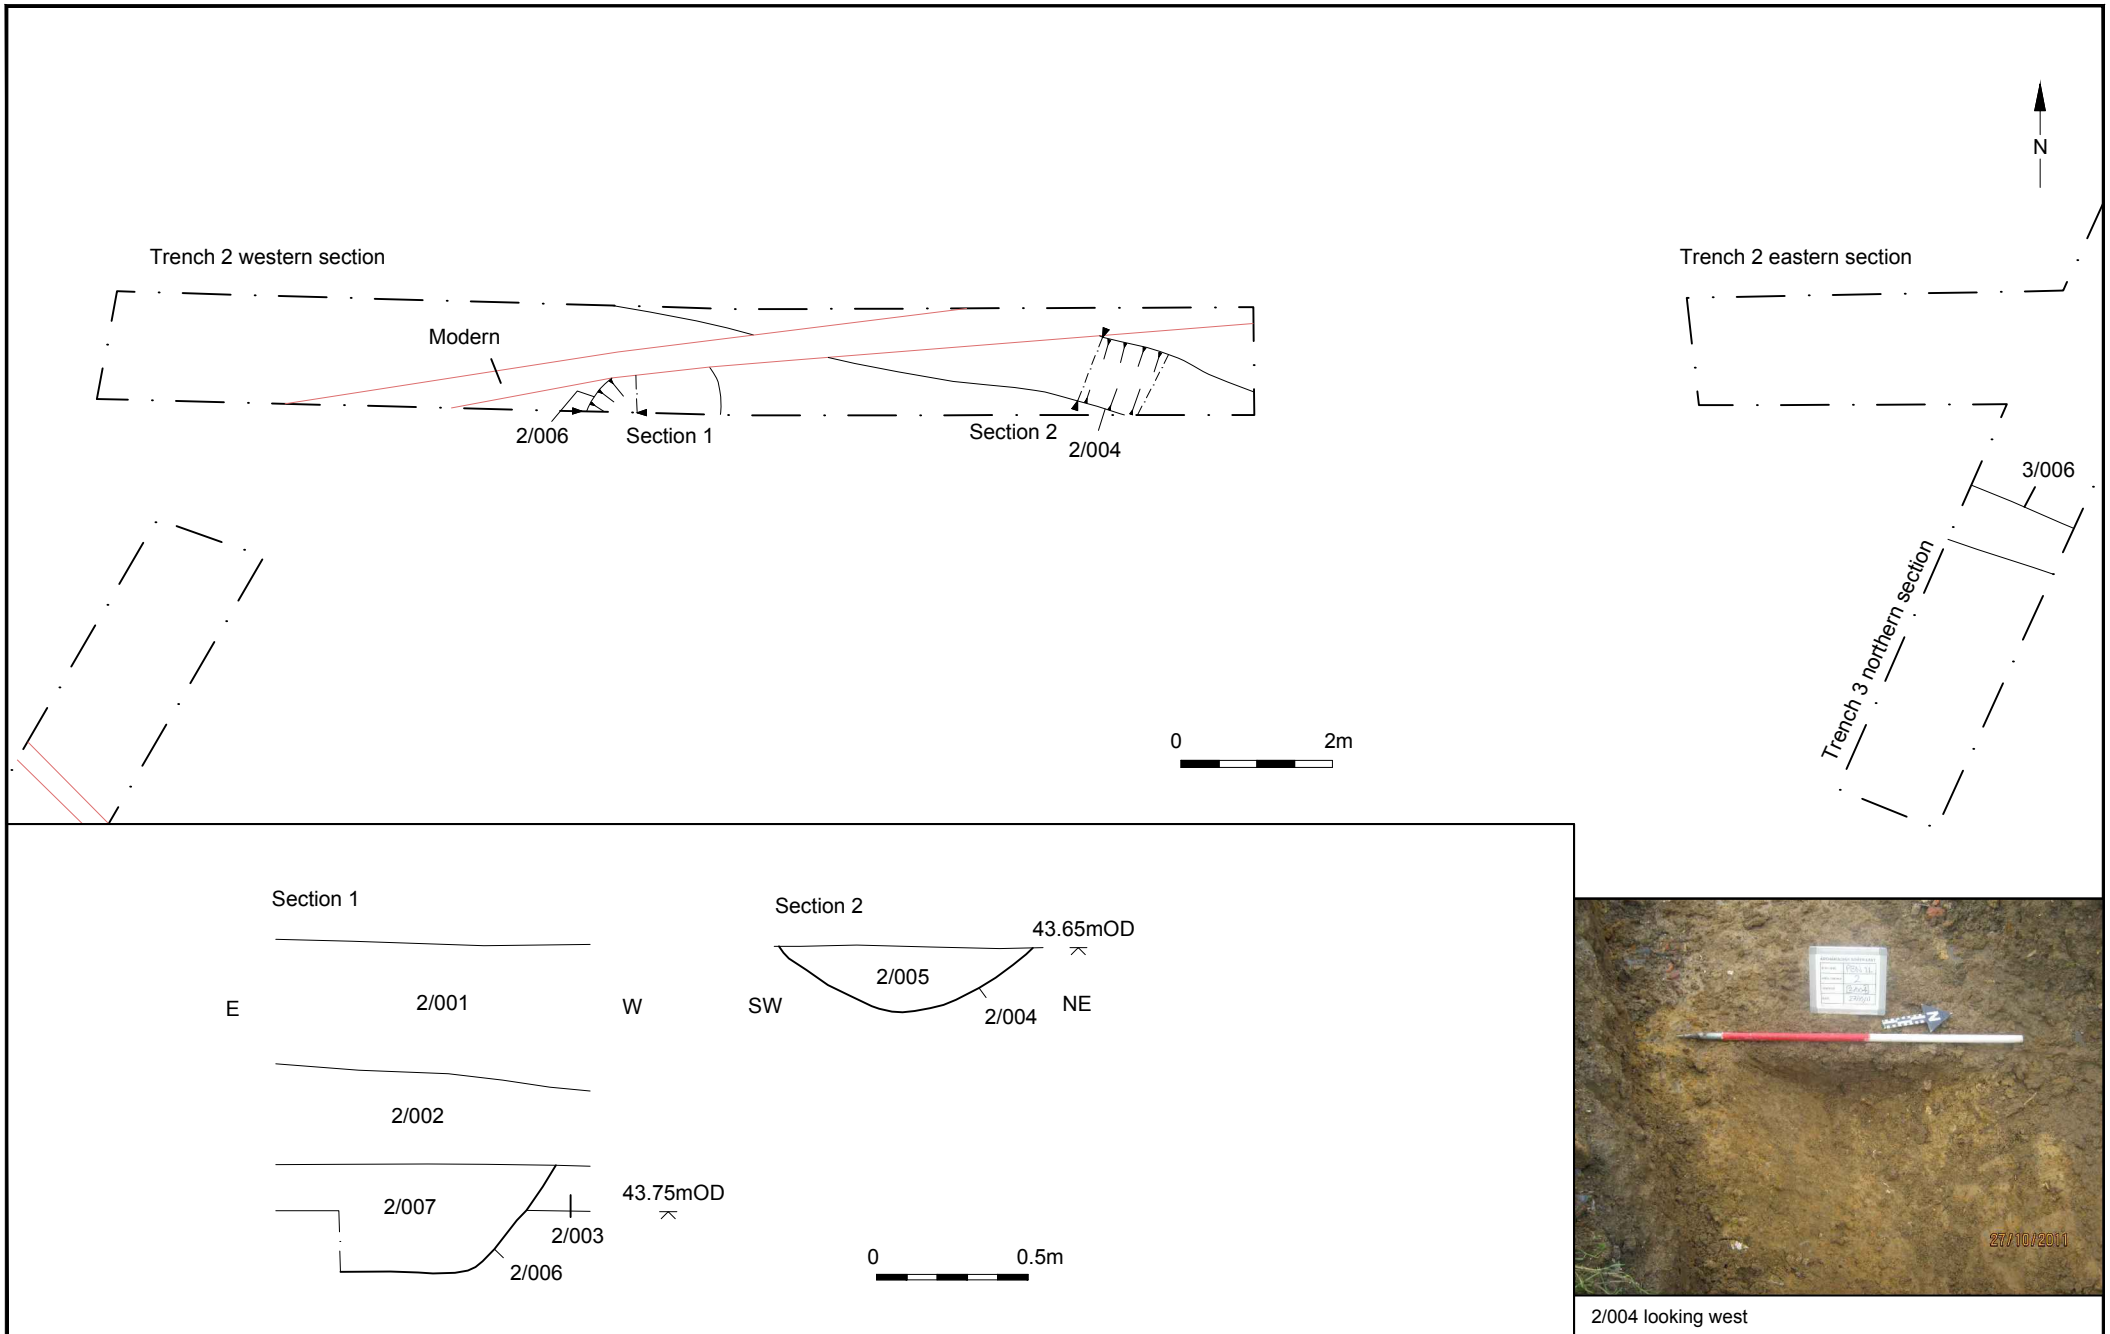 N
Trench 2 western section
Trench 2 eastern section
Modern
2/006
Section 1
Section 2
2/004
3/006
Trench 3 northern section
0 2m
Section 1
Section 2
43.65mOD
2/005
E
2/001
W
SW
2/004
NE
2/002
2/007
43.75mOD
2/003
2/006
0 0.5m
N
2
27/10/2011
2/004 looking west